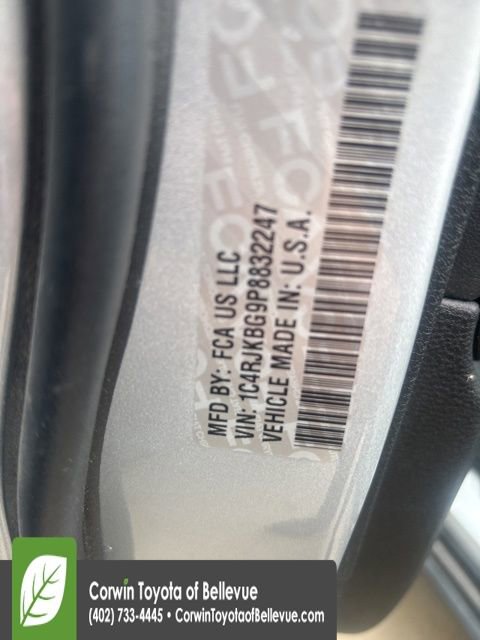 MFD BY: FCA US LLC
VIN: 1C4RJKBG9P8832247
VEHICLE MADE IN: U.S.A.
Corwin Toyota of Bellevue
(402) 733-4445 • CorwinToyotaofBellevue.com